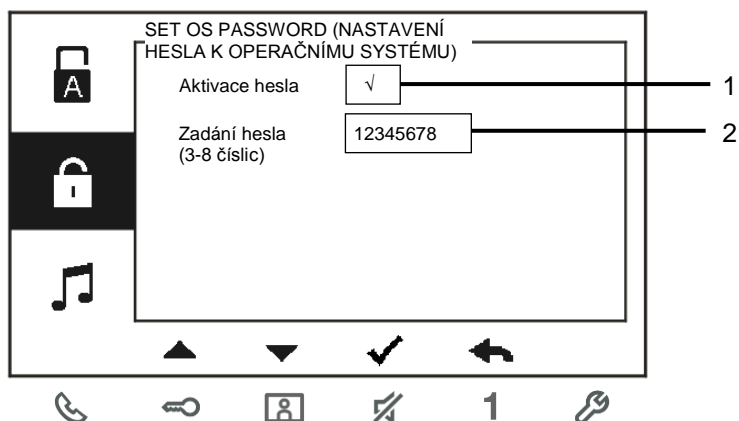 SET OS PASSWORD (NASTAVENÍ
HESLA K OPERAČNÍMU SYSTÉMU)
A
Aktivace hesla √ 1
Zadání hesla 12345678 2
(3-8 číslic)
1